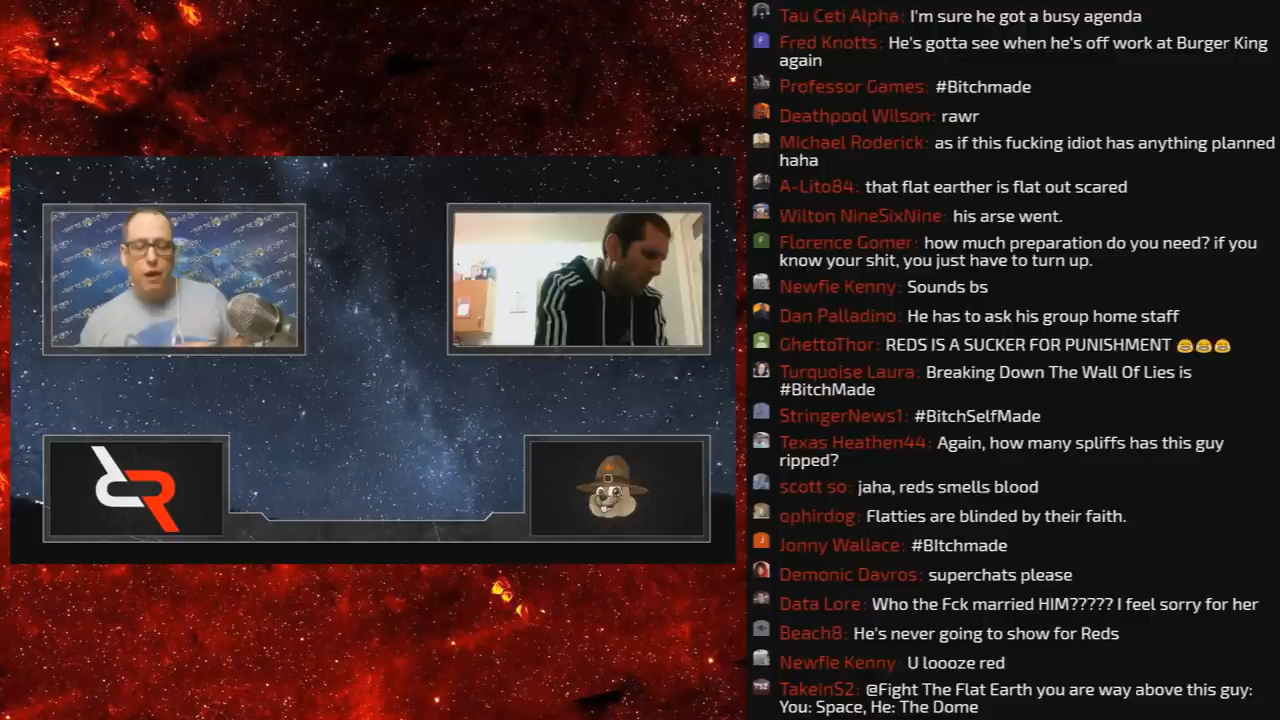 Tau Ceti Alpha: I'm sure he got a busy agenda
Fred Knotts: He's gotta see when he's off work at Burger King
again
Professor Games: #Bitchmade
Deathpool Wilson: rawr
Michael Roderick: as if this fucking idiot has anything planned
haha
A-Lito84: that flat earther is flat out scared
Wilton NineSixNine: his arse went.
Florence Gomer: how much preparation do you need? if you
know your shit, you just have to turn up.
Newfie Kenny: Sounds bs
Dan Palladino: He has to ask his group home staff
GhettoThor: REDS IS A SUCKER FOR PUNISHMENT 😂😂😂
Turquoise Laura: Breaking Down The Wall Of Lies is
#BitchMade
StringerNews1: #BitchSelfMade
Texas Heathen44: Again, how many spliffs has this guy
ripped?
scott so: jaha, reds smells blood
ophirdog: Flatties are blinded by their faith.
Jonny Wallace: #BItchmade
Demonic Davros: superchats please
Data Lore: Who the Fck married HIM????? I feel sorry for her
Beach8: He's never going to show for Reds
Newfie Kenny: U loooze red
TakeInS2: @Fight The Flat Earth you are way above this guy:
You: Space, He: The Dome